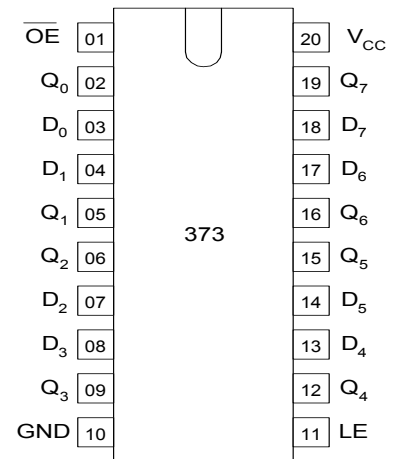 O̅E̅ 01 20 V_CC
Q₀ 02 19 Q₇
D₀ 03 18 D₇
D₁ 04 17 D₆
Q₁ 05 16 Q₆
373
Q₂ 06 15 Q₅
D₂ 07 14 D₅
D₃ 08 13 D₄
Q₃ 09 12 Q₄
GND 10 11 LE